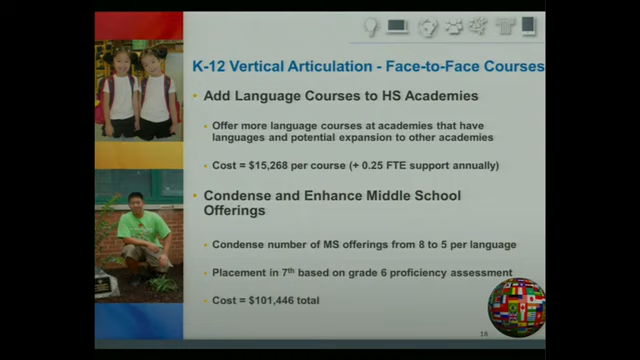 K-12 Vertical Articulation - Face-to-Face Courses
• Add Language Courses to HS Academies
• Offer more language courses at academies that have
languages and potential expansion to other academies
• Cost = $15,268 per course (+ 0.25 FTE support annually)
• Condense and Enhance Middle School
Offerings
• Condense number of MS offerings from 8 to 5 per language
• Placement in 7th based on grade 6 proficiency assessment
• Cost = $101,446 total
18